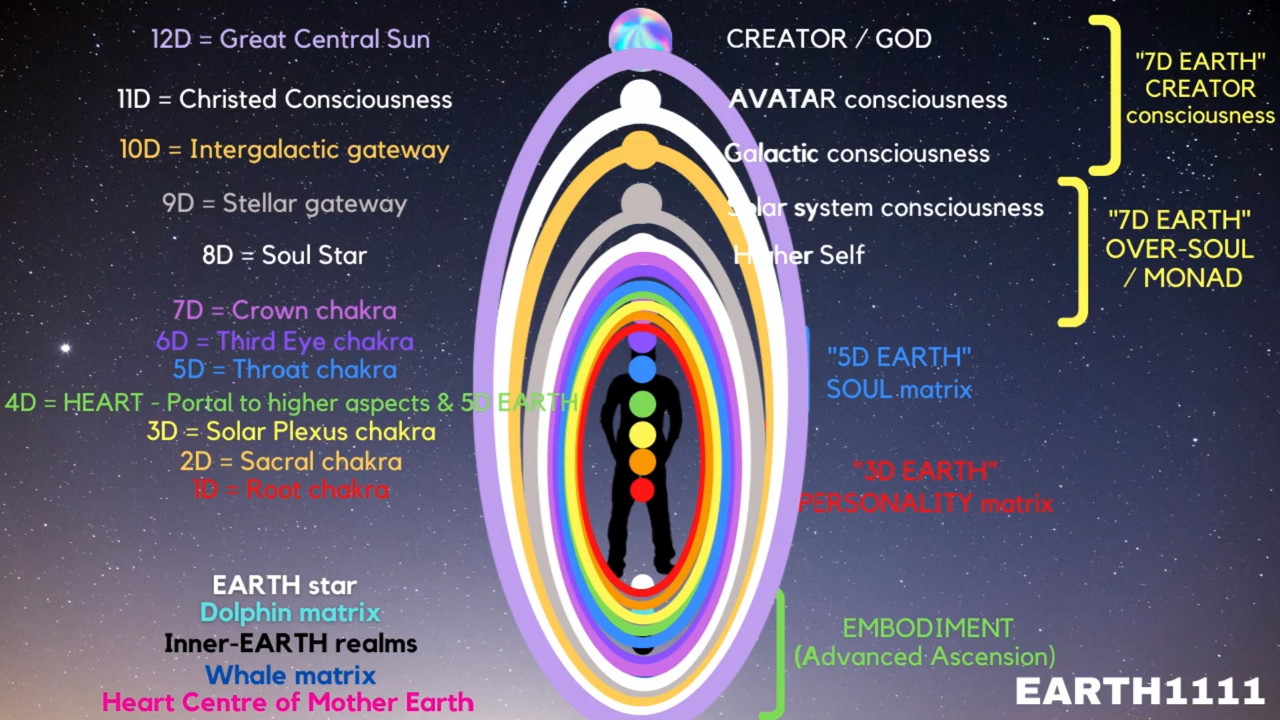 12D = Great Central Sun
11D = Christed Consciousness
10D = Intergalactic gateway
9D = Stellar gateway
8D = Soul Star
7D = Crown chakra
6D = Third Eye chakra
5D = Throat chakra
4D = HEART - Portal to higher aspects & 5D EARTH
3D = Solar Plexus chakra
2D = Sacral chakra
1D = Root chakra
EARTH star
Dolphin matrix
Inner-EARTH realms
Whale matrix
Heart Centre of Mother Earth
CREATOR / GOD
AVATAR consciousness
Galactic consciousness
Solar system consciousness
Higher Self
"7D EARTH"
CREATOR
consciousness
"7D EARTH"
OVER-SOUL
/ MONAD
"5D EARTH"
SOUL matrix
"3D EARTH"
PERSONALITY matrix
EMBODIMENT
(Advanced Ascension)
EARTH1111